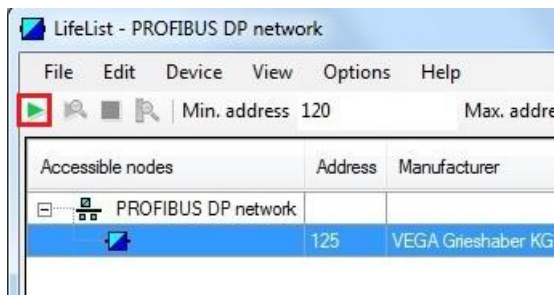 LifeList - PROFIBUS DP network
File Edit Device View Options Help
Min. address 120 Max. addre
Accessible nodes Address Manufacturer
PROFIBUS DP network
125 VEGA Grieshaber KG